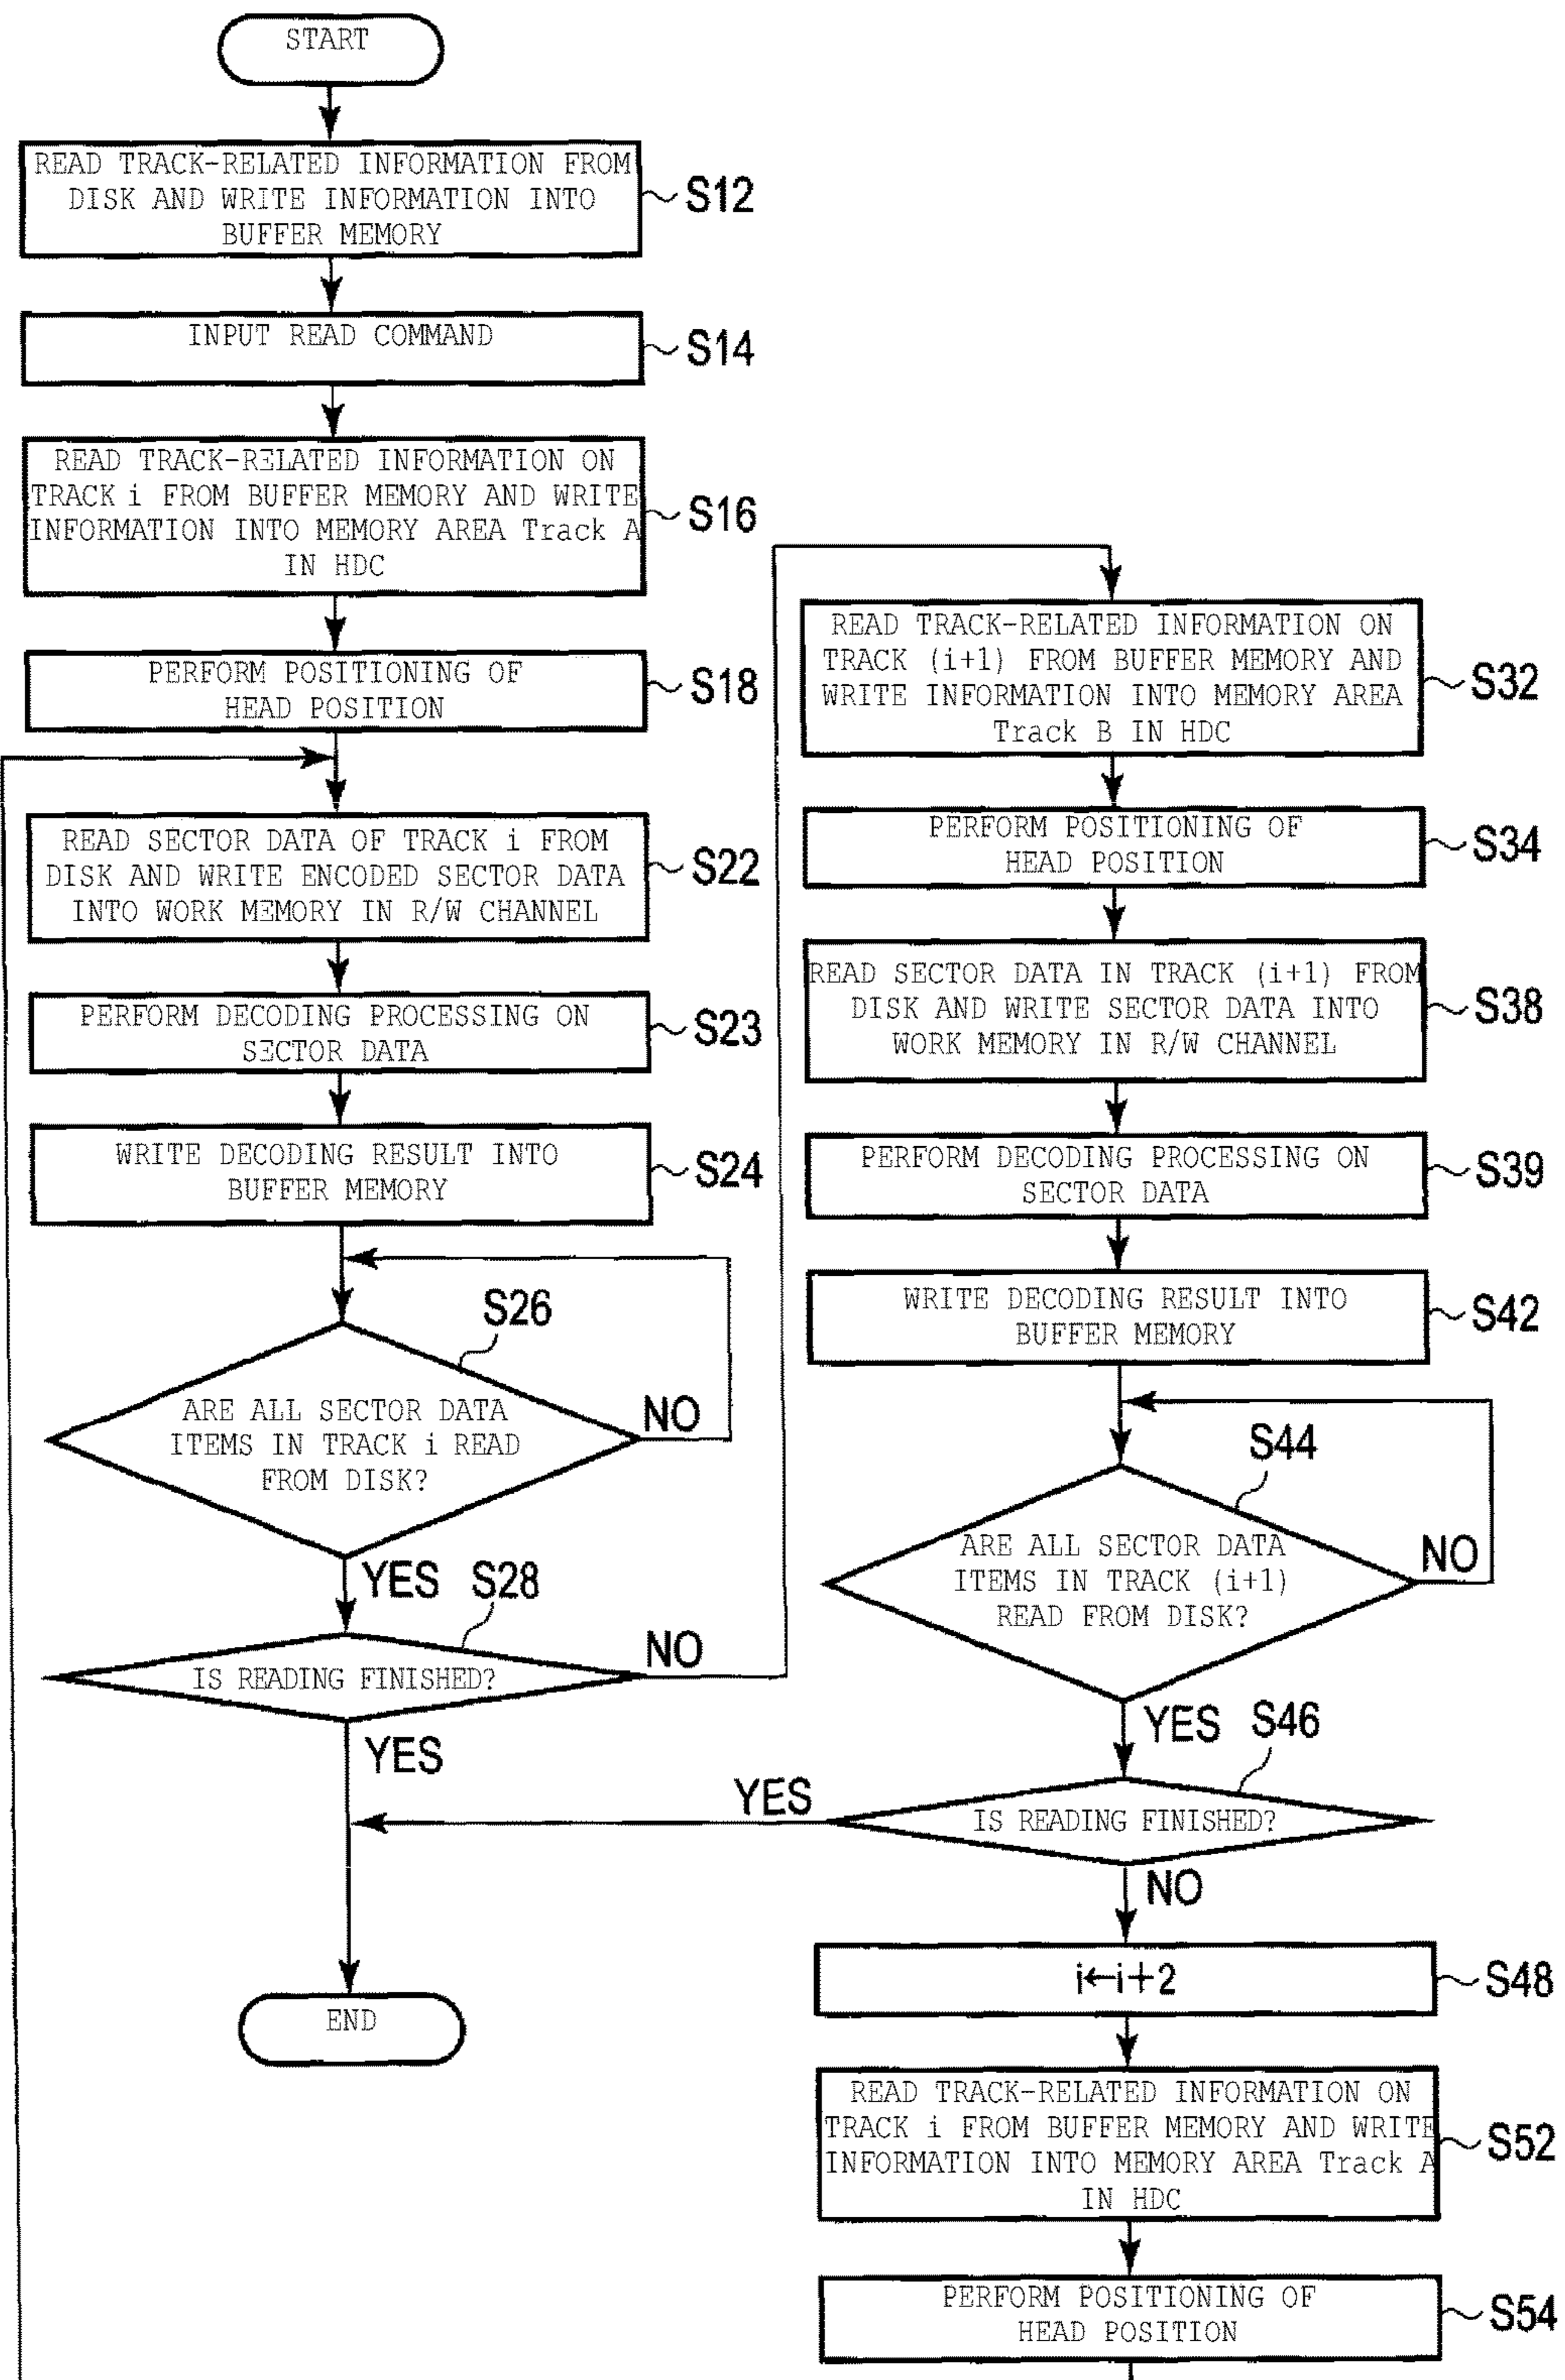 START
READ TRACK-RELATED INFORMATION FROM
DISK AND WRITE INFORMATION INTO
BUFFER MEMORY
S12
INPUT READ COMMAND
S14
READ TRACK-RELATED INFORMATION ON
TRACK i FROM BUFFER MEMORY AND WRITE
INFORMATION INTO MEMORY AREA Track A
IN HDC
S16
PERFORM POSITIONING OF
HEAD POSITION
S18
READ SECTOR DATA OF TRACK i FROM
DISK AND WRITE ENCODED SECTOR DATA
INTO WORK MEMORY IN R/W CHANNEL
S22
PERFORM DECODING PROCESSING ON
SECTOR DATA
S23
WRITE DECODING RESULT INTO
BUFFER MEMORY
S24
S26
ARE ALL SECTOR DATA
ITEMS IN TRACK i READ
FROM DISK?
NO
YES
S28
IS READING FINISHED?
NO
YES
END
READ TRACK-RELATED INFORMATION ON
TRACK (i+1) FROM BUFFER MEMORY AND
WRITE INFORMATION INTO MEMORY AREA
Track B IN HDC
S32
PERFORM POSITIONING OF
HEAD POSITION
S34
READ SECTOR DATA IN TRACK (i+1) FROM
DISK AND WRITE SECTOR DATA INTO
WORK MEMORY IN R/W CHANNEL
S38
PERFORM DECODING PROCESSING ON
SECTOR DATA
S39
WRITE DECODING RESULT INTO
BUFFER MEMORY
S42
S44
ARE ALL SECTOR DATA
ITEMS IN TRACK (i+1)
READ FROM DISK?
NO
YES
S46
IS READING FINISHED?
YES
NO
i←i+2
S48
READ TRACK-RELATED INFORMATION ON
TRACK i FROM BUFFER MEMORY AND WRITE
INFORMATION INTO MEMORY AREA Track A
IN HDC
S52
PERFORM POSITIONING OF
HEAD POSITION
S54